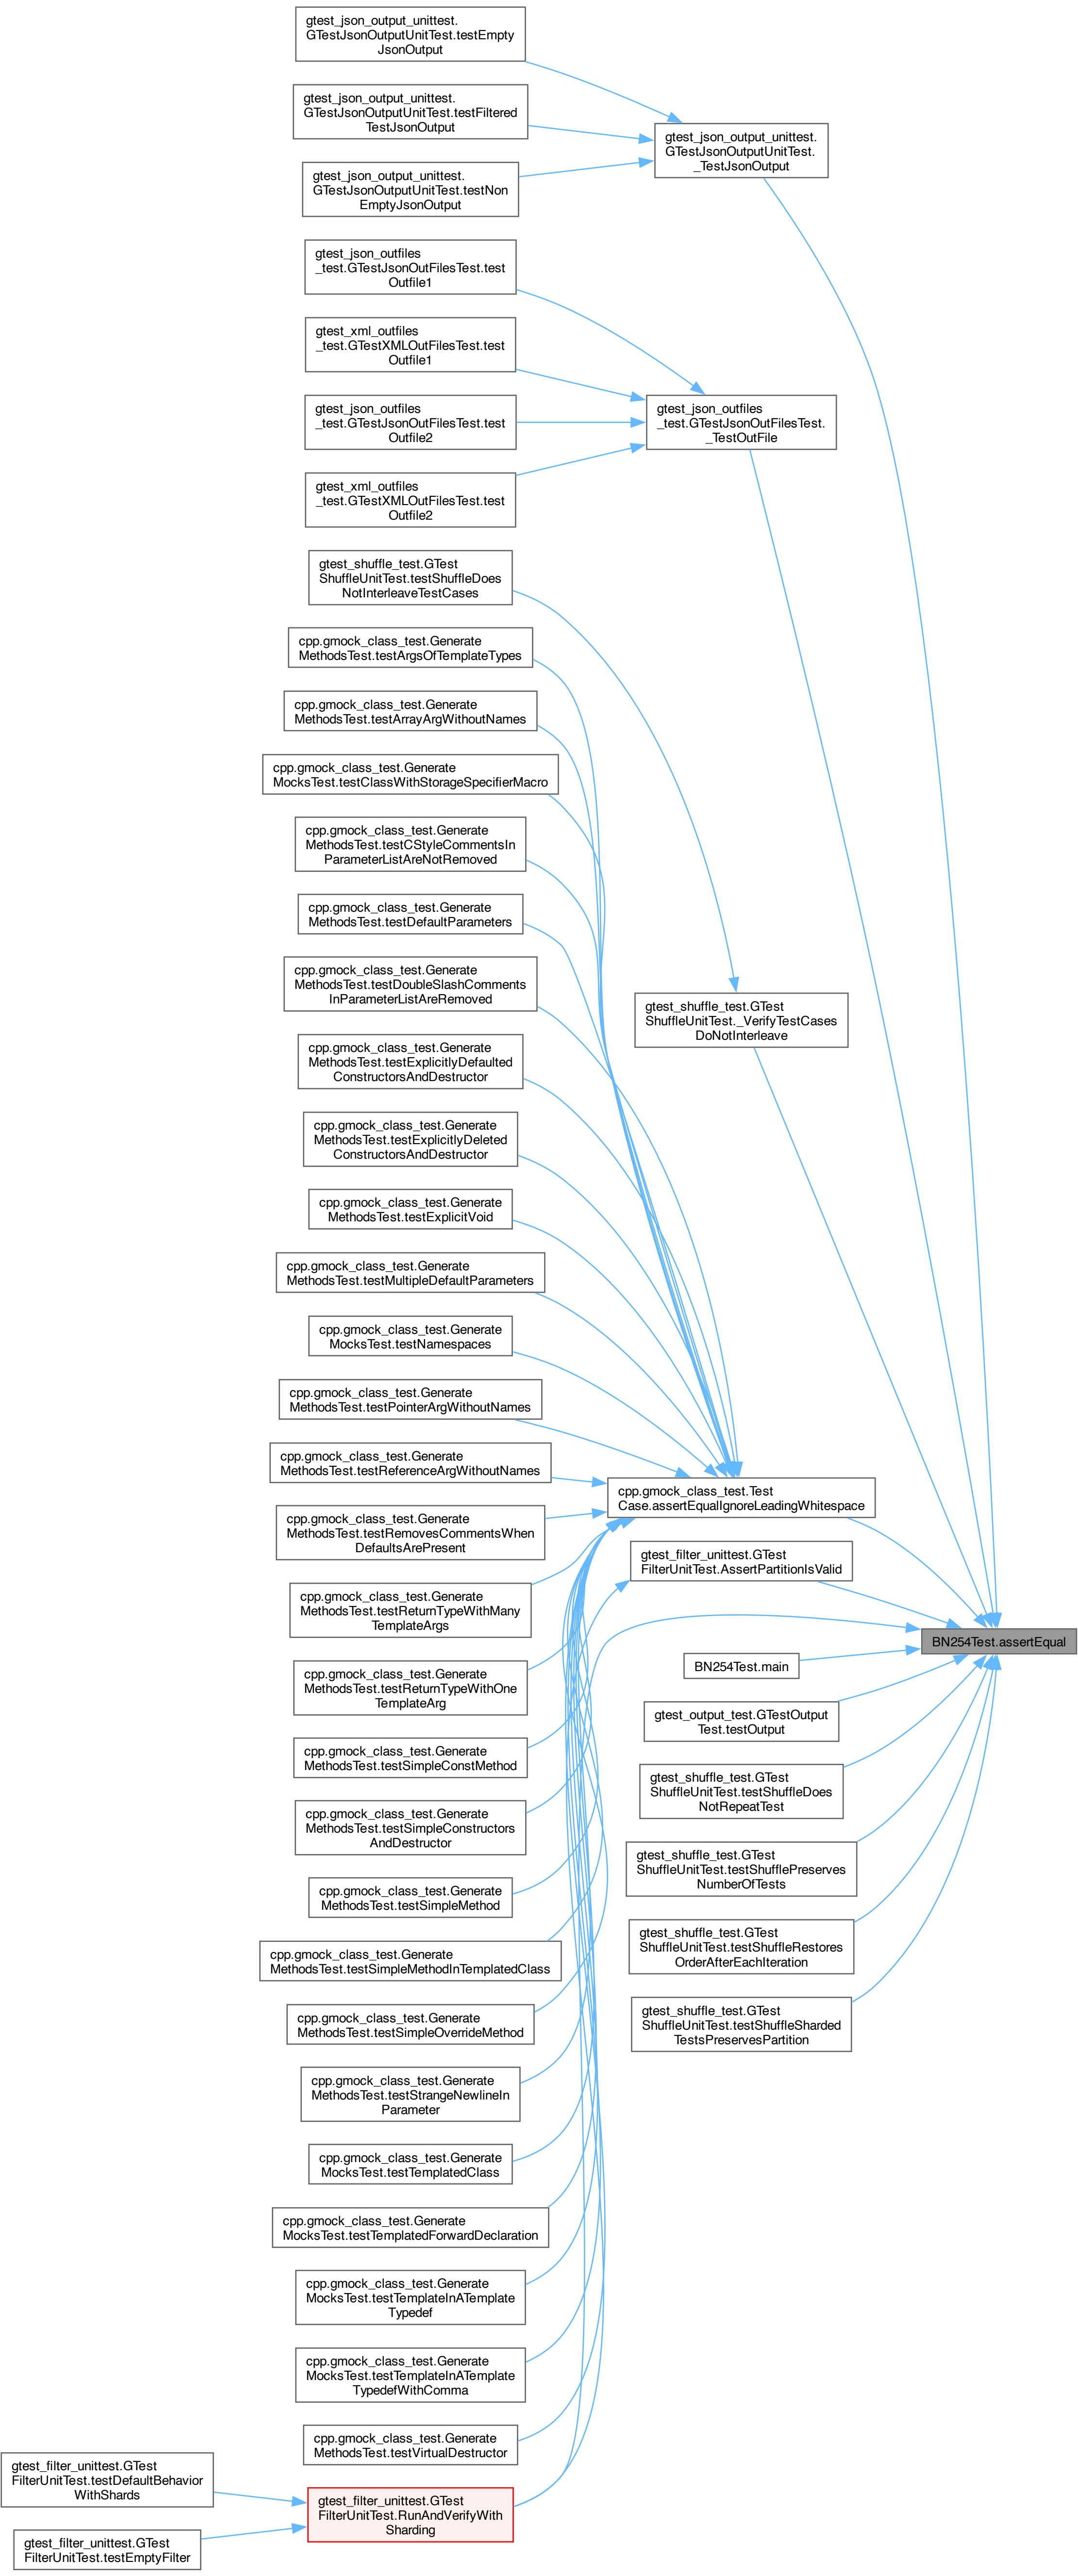 gtest_json_output_unittest.
GTestJsonOutputUnitTest.testEmpty
JsonOutput
gtest_json_output_unittest.
GTestJsonOutputUnitTest.testFiltered
TestJsonOutput
gtest_json_output_unittest.
GTestJsonOutputUnitTest.
_TestJsonOutput
gtest_json_output_unittest.
GTestJsonOutputUnitTest.testNon
EmptyJsonOutput
gtest_json_outfiles
_test.GTestJsonOutFilesTest.test
Outfile1
gtest_xml_outfiles
_test.GTestXMLOutFilesTest.test
Outfile1
gtest_json_outfiles
_test.GTestJsonOutFilesTest.test
Outfile2
gtest_json_outfiles
_test.GTestJsonOutFilesTest.
_TestOutFile
gtest_xml_outfiles
_test.GTestXMLOutFilesTest.test
Outfile2
gtest_shuffle_test.GTest
ShuffleUnitTest.testShuffleDoes
NotInterleaveTestCases
cpp.gmock_class_test.Generate
MethodsTest.testArgsOfTemplateTypes
cpp.gmock_class_test.Generate
MethodsTest.testArrayArgWithoutNames
cpp.gmock_class_test.Generate
MocksTest.testClassWithStorageSpecifierMacro
cpp.gmock_class_test.Generate
MethodsTest.testCStyleCommentsIn
ParameterListAreNotRemoved
cpp.gmock_class_test.Generate
MethodsTest.testDefaultParameters
cpp.gmock_class_test.Generate
MethodsTest.testDoubleSlashComments
InParameterListAreRemoved
gtest_shuffle_test.GTest
ShuffleUnitTest._VerifyTestCases
DoNotInterleave
cpp.gmock_class_test.Generate
MethodsTest.testExplicitlyDefaulted
ConstructorsAndDestructor
cpp.gmock_class_test.Generate
MethodsTest.testExplicitlyDeleted
ConstructorsAndDestructor
cpp.gmock_class_test.Generate
MethodsTest.testExplicitVoid
cpp.gmock_class_test.Generate
MethodsTest.testMultipleDefaultParameters
cpp.gmock_class_test.Generate
MocksTest.testNamespaces
cpp.gmock_class_test.Generate
MethodsTest.testPointerArgWithoutNames
cpp.gmock_class_test.Generate
MethodsTest.testReferenceArgWithoutNames
cpp.gmock_class_test.Test
Case.assertEqualIgnoreLeadingWhitespace
cpp.gmock_class_test.Generate
MethodsTest.testRemovesCommentsWhen
DefaultsArePresent
gtest_filter_unittest.GTest
FilterUnitTest.AssertPartitionIsValid
cpp.gmock_class_test.Generate
MethodsTest.testReturnTypeWithMany
TemplateArgs
BN254Test.assertEqual
BN254Test.main
cpp.gmock_class_test.Generate
MethodsTest.testReturnTypeWithOne
TemplateArg
gtest_output_test.GTestOutput
Test.testOutput
cpp.gmock_class_test.Generate
MethodsTest.testSimpleConstMethod
gtest_shuffle_test.GTest
ShuffleUnitTest.testShuffleDoes
NotRepeatTest
cpp.gmock_class_test.Generate
MethodsTest.testSimpleConstructors
AndDestructor
gtest_shuffle_test.GTest
ShuffleUnitTest.testShufflePreserves
NumberOfTests
cpp.gmock_class_test.Generate
MethodsTest.testSimpleMethod
gtest_shuffle_test.GTest
ShuffleUnitTest.testShuffleRestores
OrderAfterEachIteration
cpp.gmock_class_test.Generate
MethodsTest.testSimpleMethodInTemplatedClass
gtest_shuffle_test.GTest
ShuffleUnitTest.testShuffleSharded
TestsPreservesPartition
cpp.gmock_class_test.Generate
MethodsTest.testSimpleOverrideMethod
cpp.gmock_class_test.Generate
MethodsTest.testStrangeNewlineIn
Parameter
cpp.gmock_class_test.Generate
MocksTest.testTemplatedClass
cpp.gmock_class_test.Generate
MocksTest.testTemplatedForwardDeclaration
cpp.gmock_class_test.Generate
MocksTest.testTemplateInATemplate
Typedef
cpp.gmock_class_test.Generate
MocksTest.testTemplateInATemplate
TypedefWithComma
cpp.gmock_class_test.Generate
MethodsTest.testVirtualDestructor
gtest_filter_unittest.GTest
FilterUnitTest.testDefaultBehavior
WithShards
gtest_filter_unittest.GTest
FilterUnitTest.RunAndVerifyWith
Sharding
gtest_filter_unittest.GTest
FilterUnitTest.testEmptyFilter